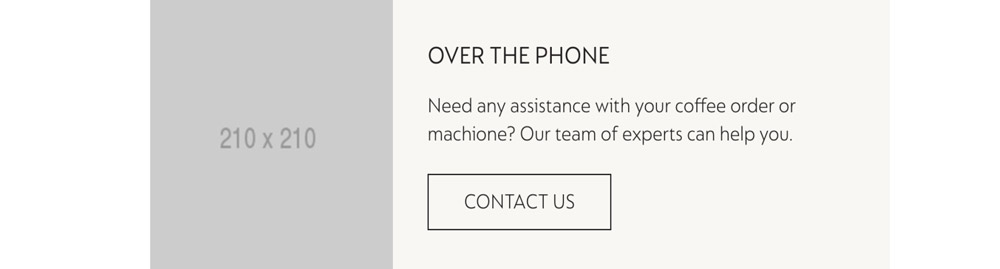 210 x 210
OVER THE PHONE
Need any assistance with your coffee order or
machione? Our team of experts can help you.
CONTACT US